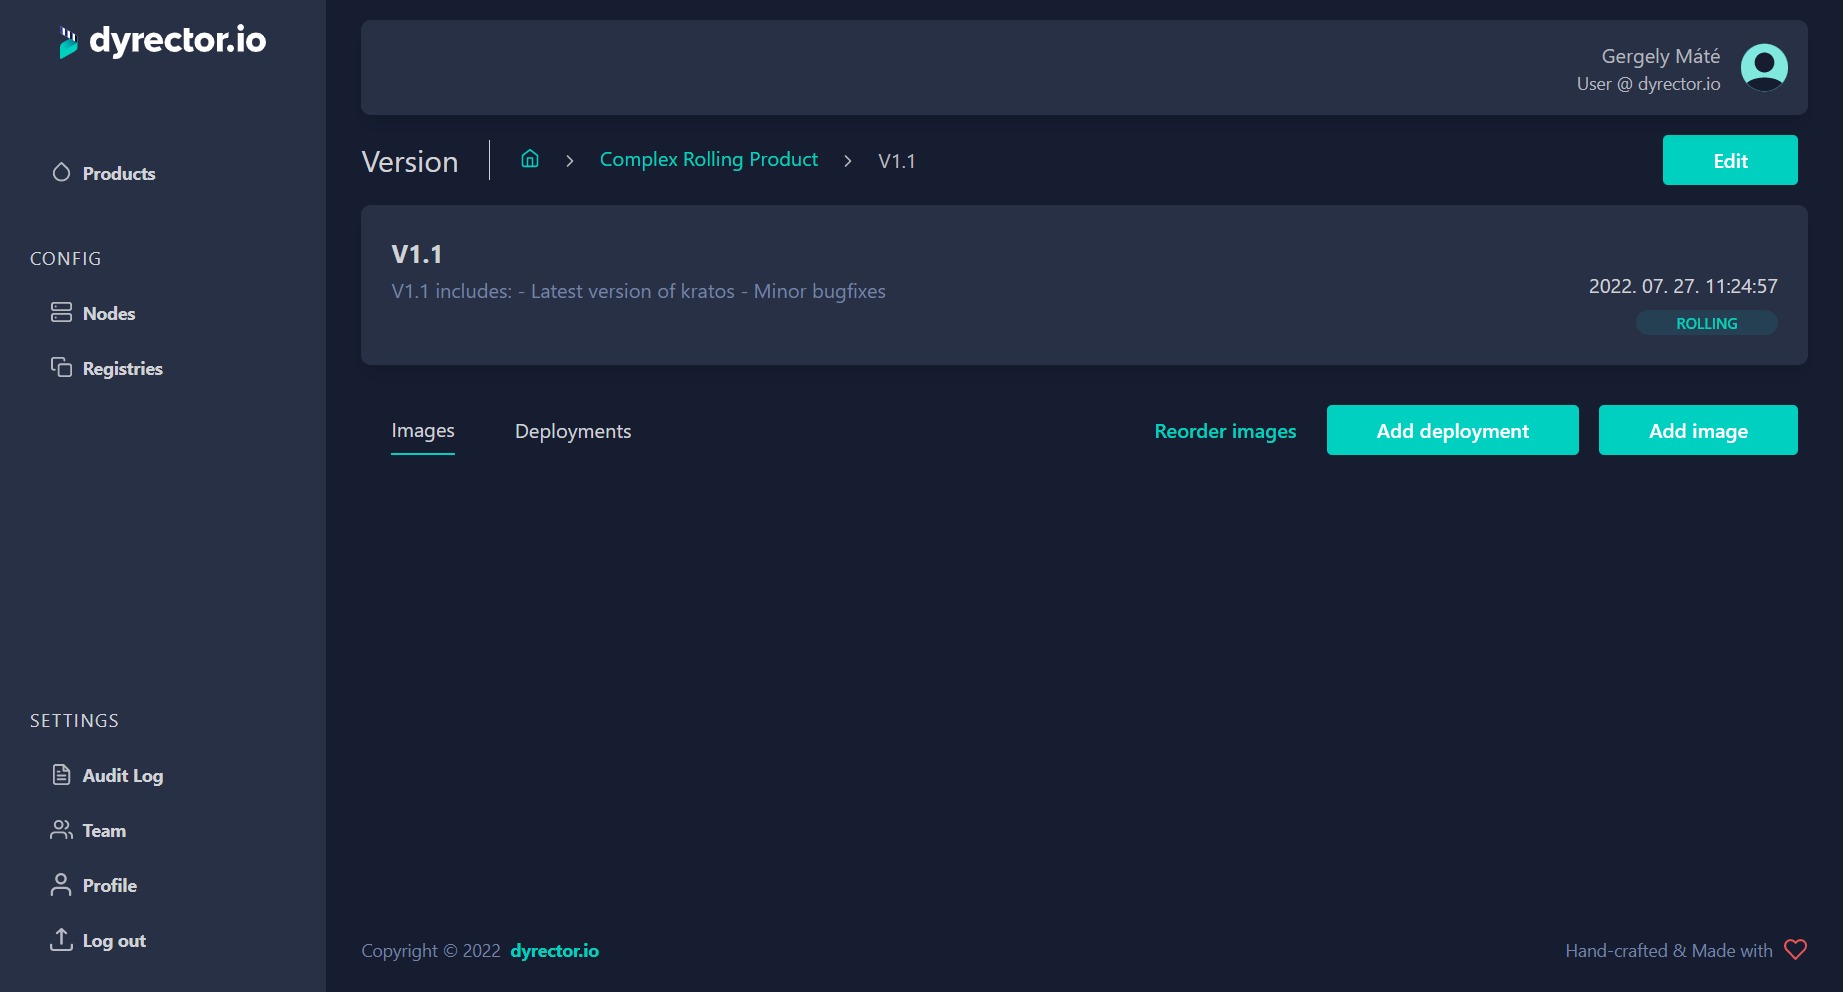 dyrector.io
Products
CONFIG
Nodes
Registries
SETTINGS
Audit Log
Team
Profile
Log out
Gergely Máté
User @ dyrector.io
Version
Complex Rolling Product
V1.1
Edit
V1.1
V1.1 includes: - Latest version of kratos - Minor bugfixes
2022. 07. 27. 11:24:57
ROLLING
Images
Deployments
Reorder images
Add deployment
Add image
Copyright © 2022 dyrector.io
Hand-crafted & Made with